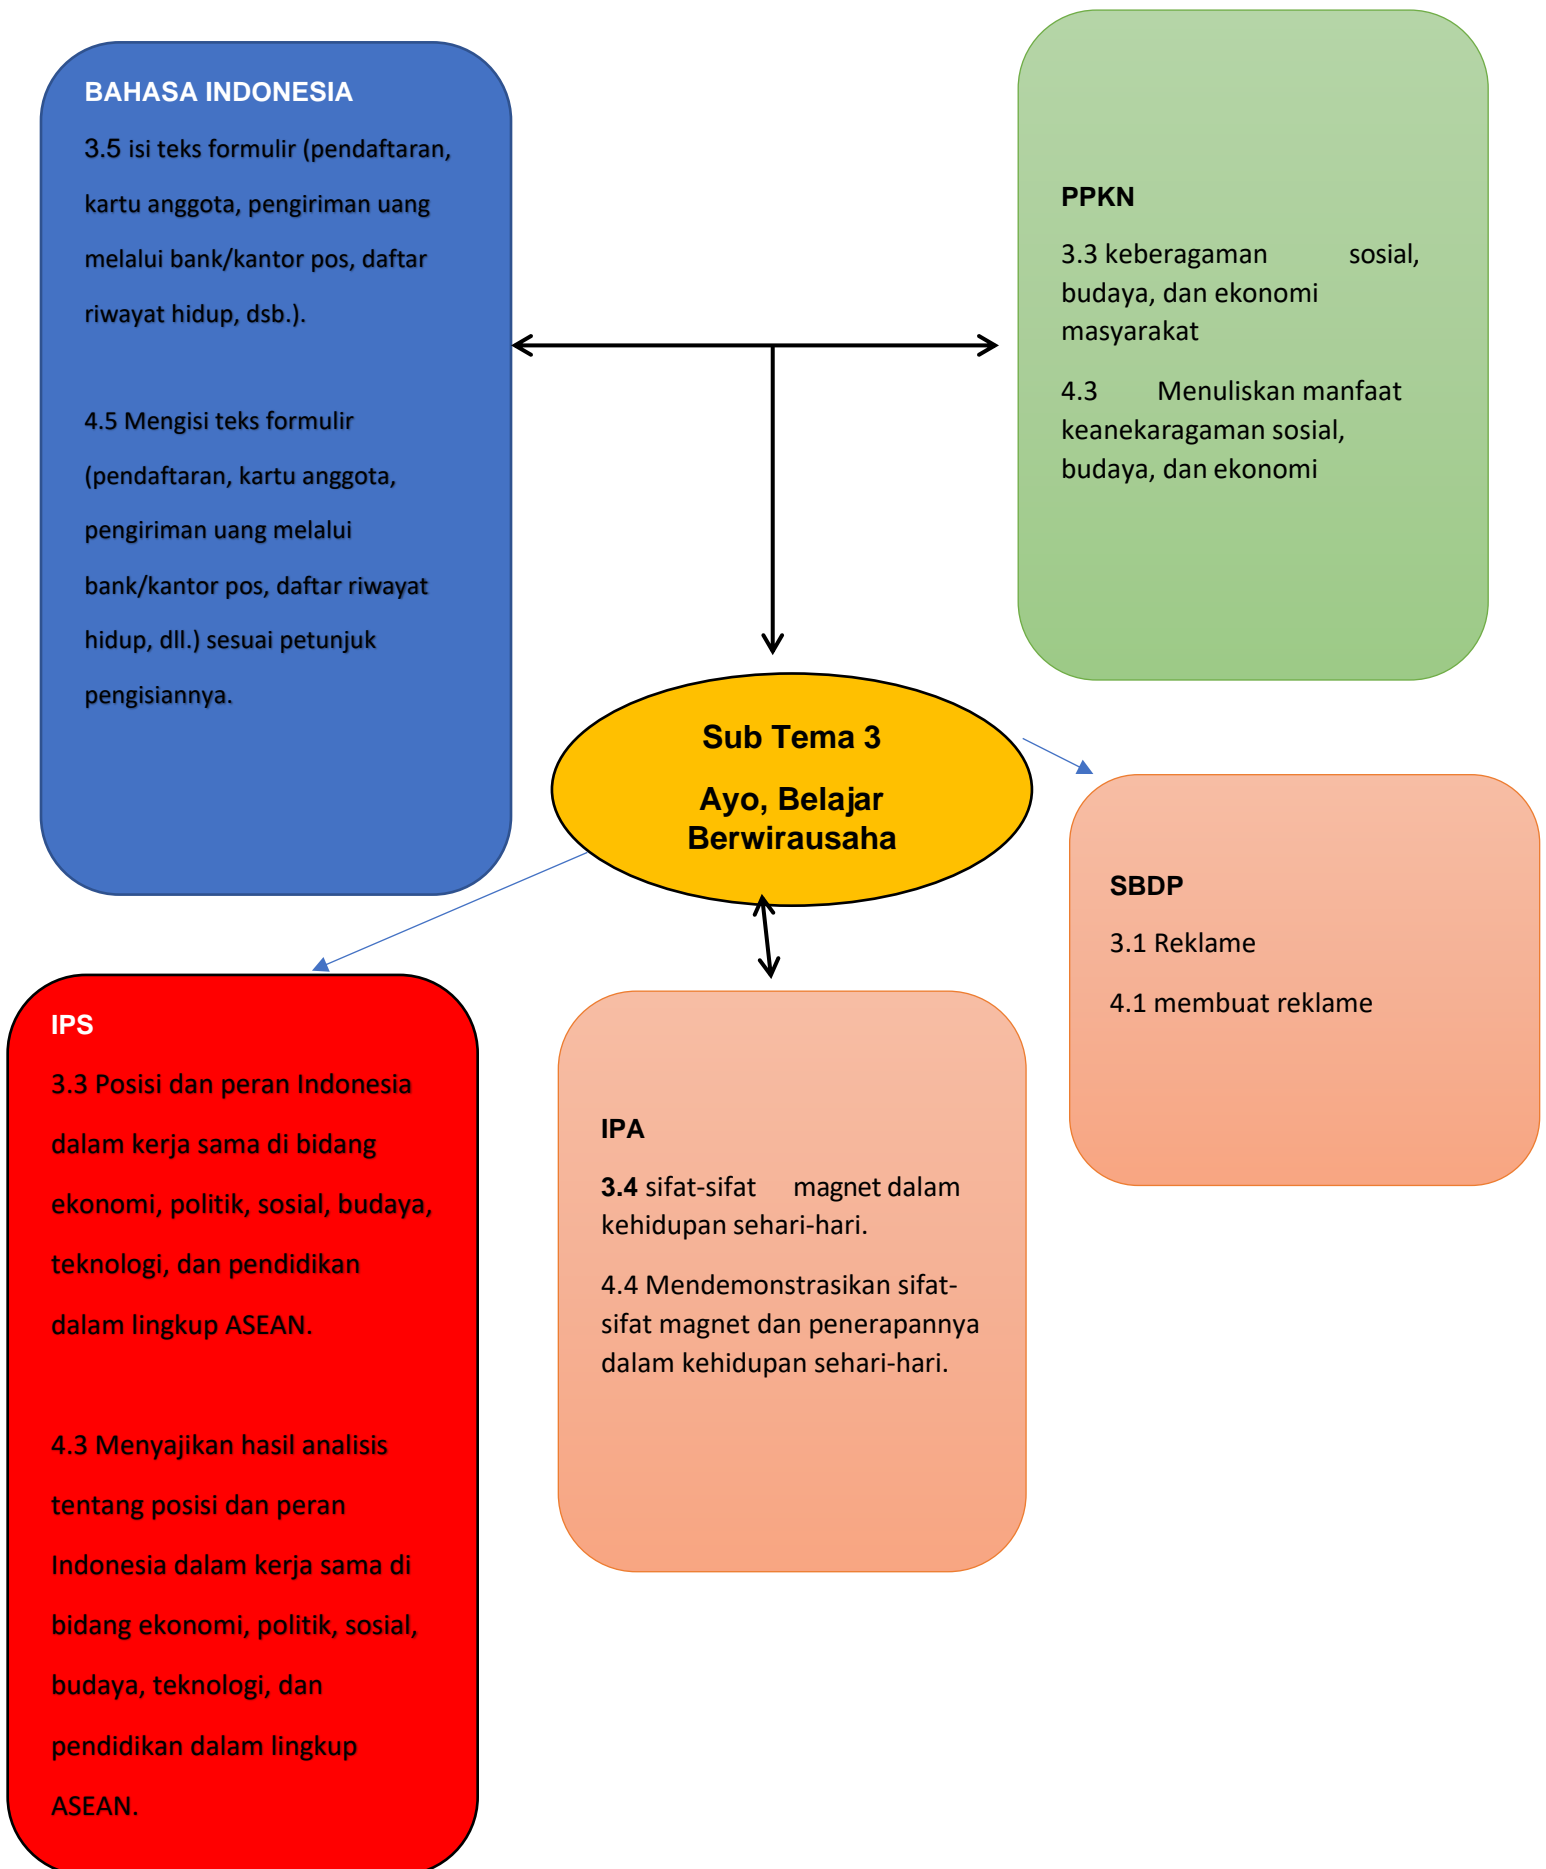 BAHASA INDONESIA
3.5 isi teks formulir (pendaftaran,
kartu anggota, pengiriman uang
melalui bank/kantor pos, daftar
riwayat hidup, dsb.).
4.5 Mengisi teks formulir
(pendaftaran, kartu anggota,
pengiriman uang melalui
bank/kantor pos, daftar riwayat
hidup, dll.) sesuai petunjuk
pengisiannya.
PPKN
3.3 keberagaman sosial,
budaya, dan ekonomi
masyarakat
4.3 Menuliskan manfaat
keanekaragaman sosial,
budaya, dan ekonomi
Sub Tema 3
Ayo, Belajar
Berwirausaha
SBDP
3.1 Reklame
4.1 membuat reklame
IPS
3.3 Posisi dan peran Indonesia
dalam kerja sama di bidang
ekonomi, politik, sosial, budaya,
teknologi, dan pendidikan
dalam lingkup ASEAN.
4.3 Menyajikan hasil analisis
tentang posisi dan peran
Indonesia dalam kerja sama di
bidang ekonomi, politik, sosial,
budaya, teknologi, dan
pendidikan dalam lingkup
ASEAN.
IPA
3.4 sifat-sifat magnet dalam
kehidupan sehari-hari.
4.4 Mendemonstrasikan sifat-
sifat magnet dan penerapannya
dalam kehidupan sehari-hari.